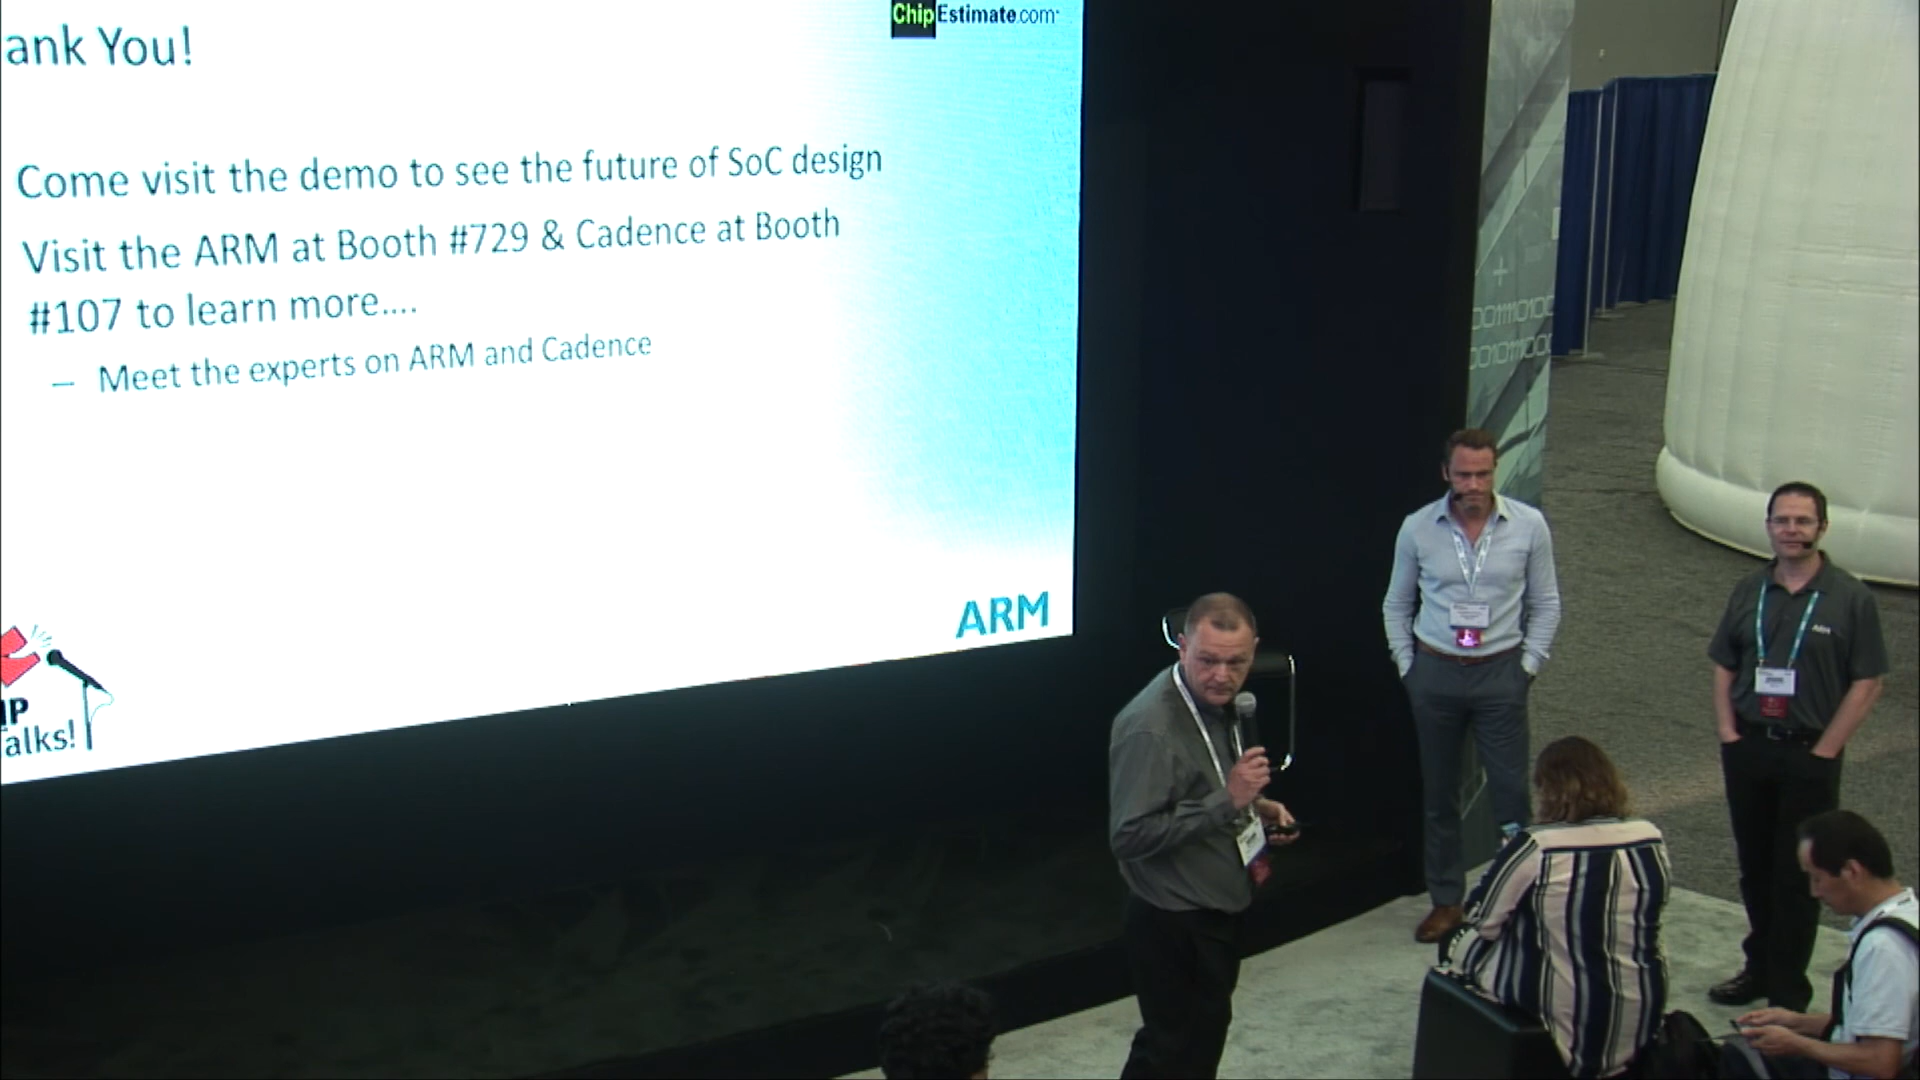 ChipEstimate.com
ank You!
Come visit the demo to see the future of SoC design
Visit the ARM at Booth #729 & Cadence at Booth
#107 to learn more....
– Meet the experts on ARM and Cadence
ARM
IP
alks!
ARM